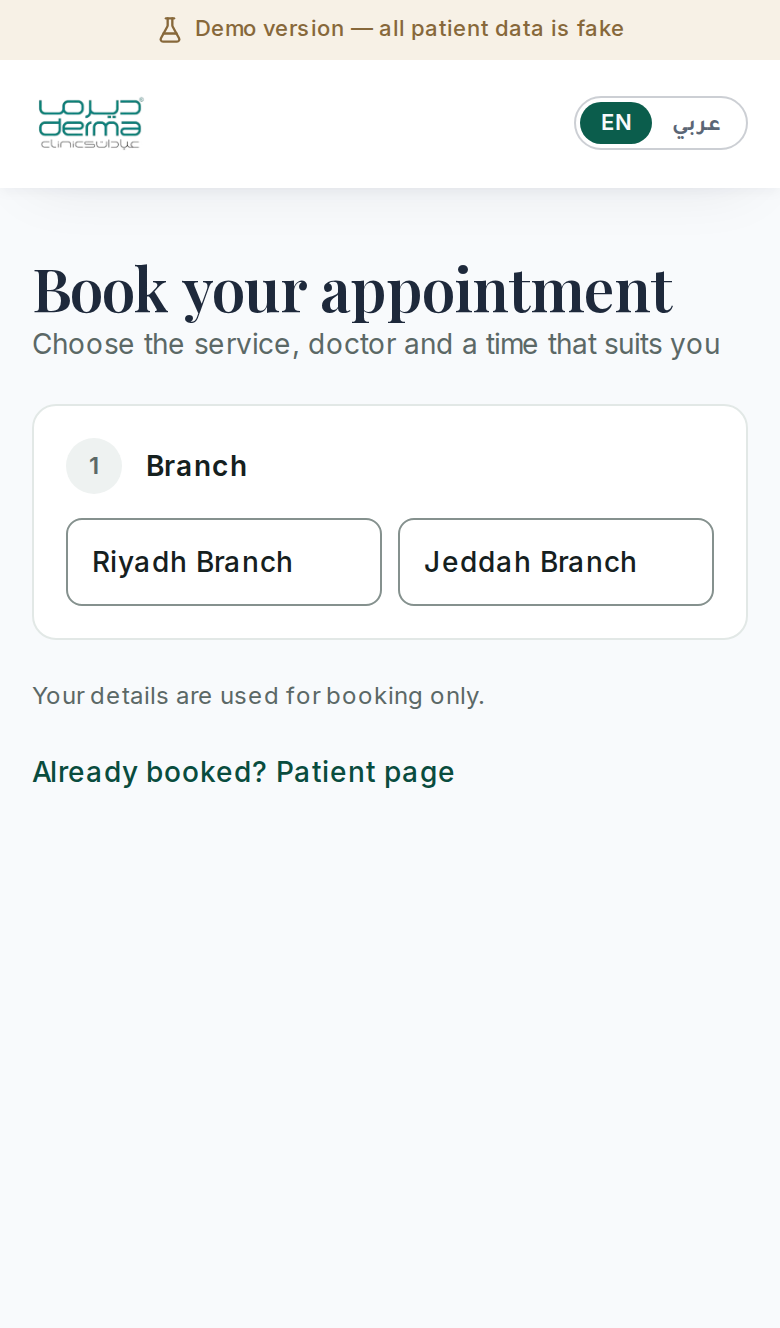 Demo version — all patient data is fake
ديرما
derma
clinics عيادات
EN عربي
Book your appointment
Choose the service, doctor and a time that suits you
1 Branch
Riyadh Branch Jeddah Branch
Your details are used for booking only.
Already booked? Patient page